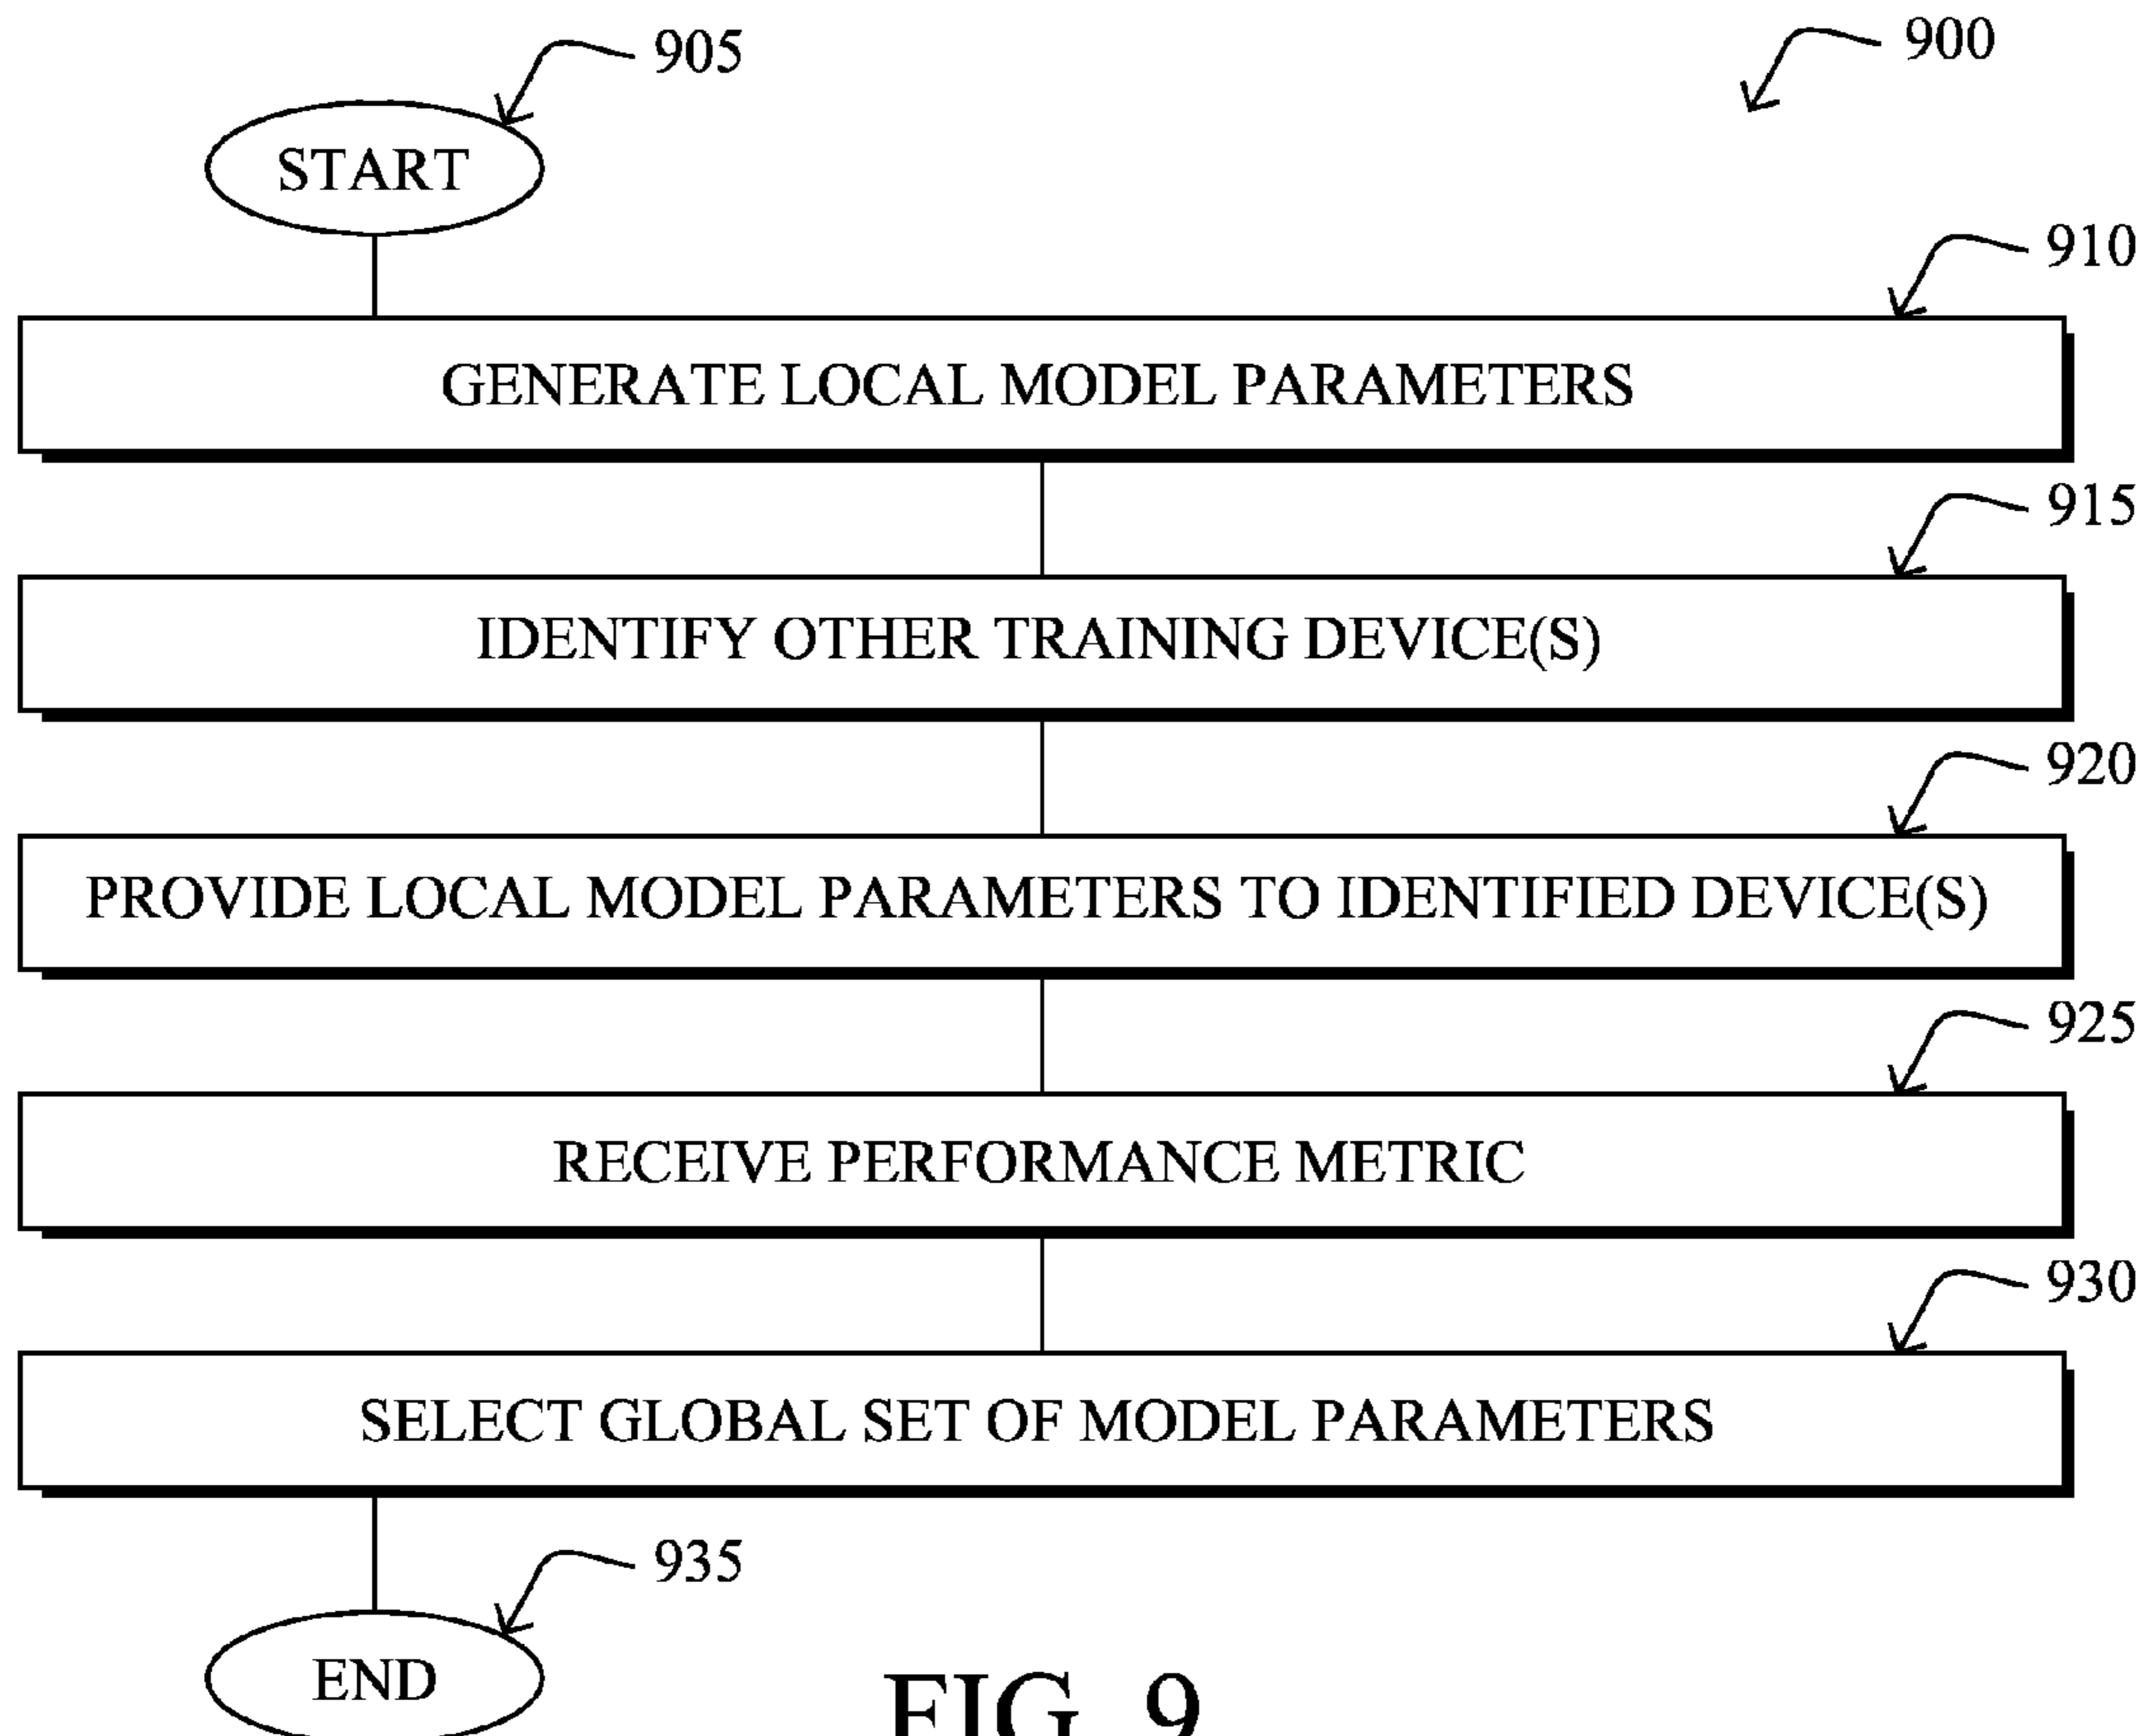 905
900
START
910
GENERATE LOCAL MODEL PARAMETERS
915
IDENTIFY OTHER TRAINING DEVICE(S)
920
PROVIDE LOCAL MODEL PARAMETERS TO IDENTIFIED DEVICE(S)
925
RECEIVE PERFORMANCE METRIC
930
SELECT GLOBAL SET OF MODEL PARAMETERS
935
END
FIG. 9